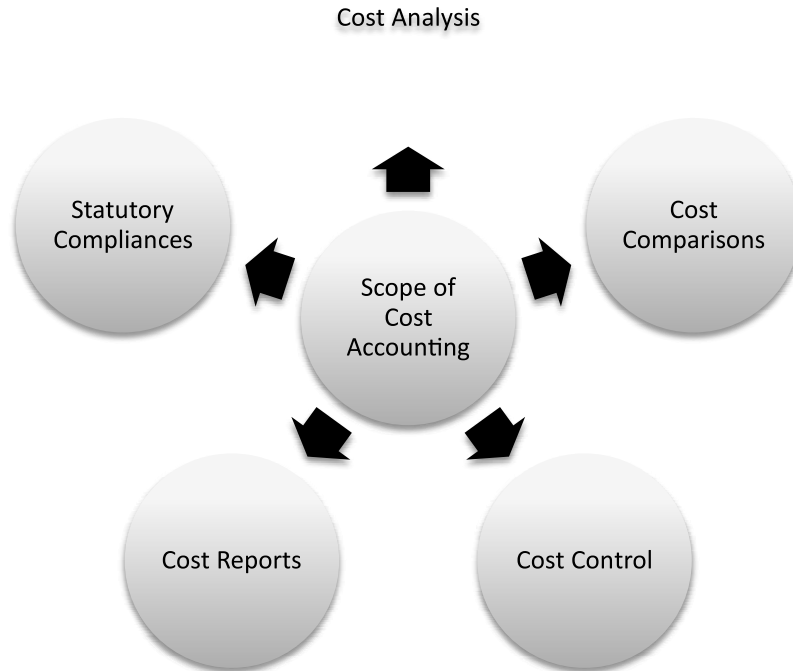 Cost Analysis
Statutory
Compliances
Cost
Comparisons
Scope of
Cost
Accounting
Cost Reports
Cost Control